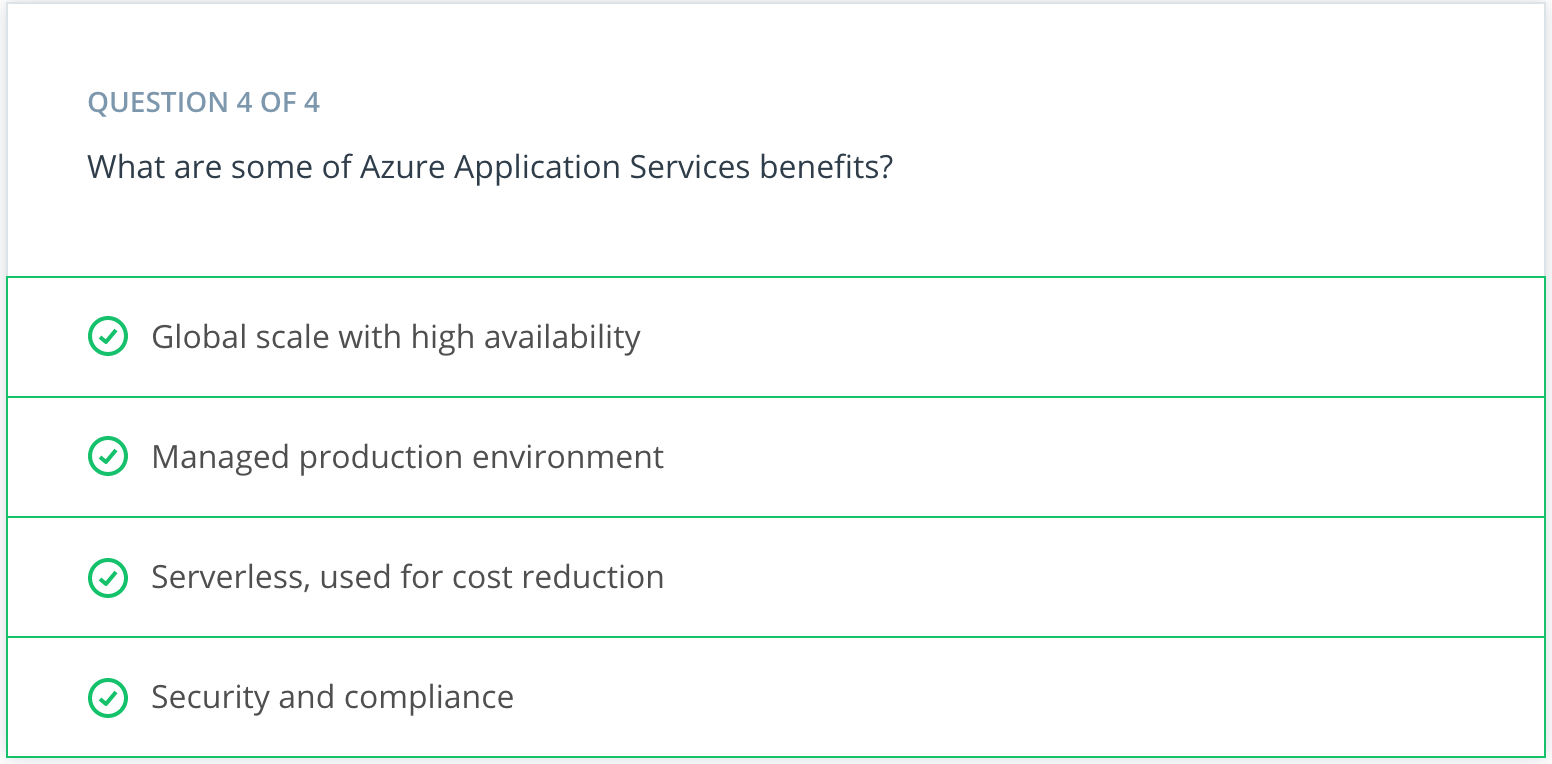 QUESTION 4 OF 4
What are some of Azure Application Services benefits?
Global scale with high availability
Managed production environment
Serverless, used for cost reduction
Security and compliance